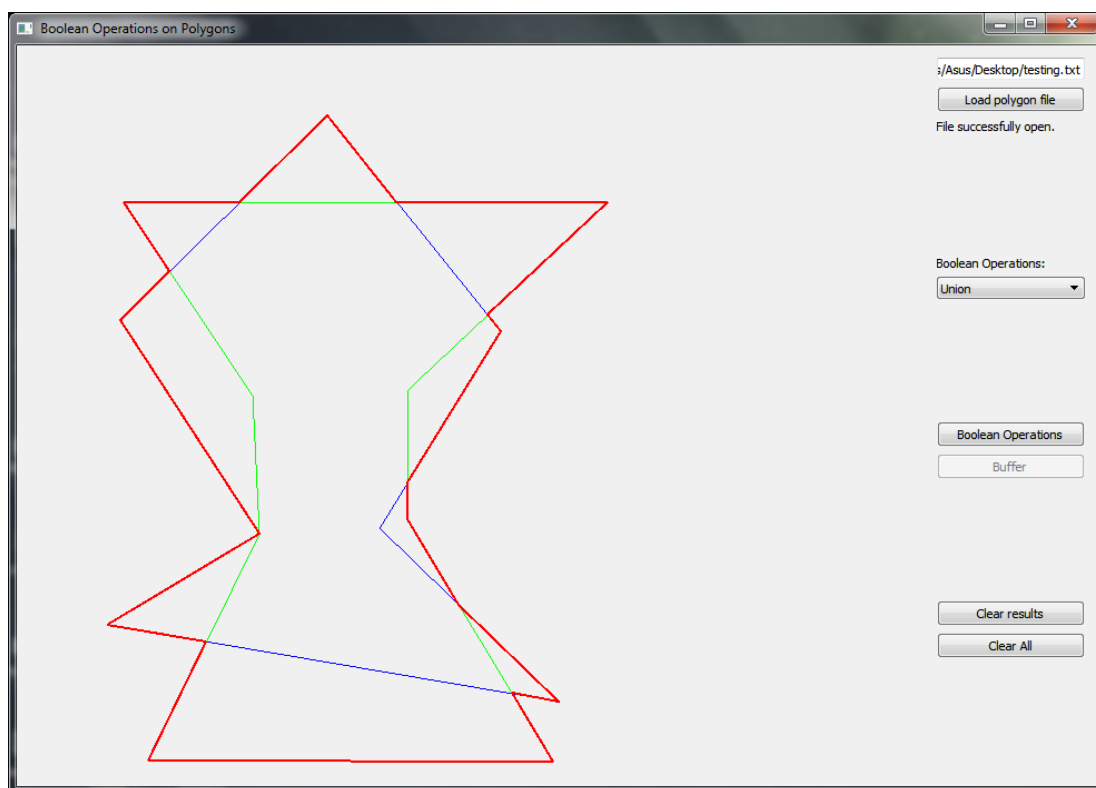 Boolean Operations on Polygons
s/Asus/Desktop/testing.txt
Load polygon file
File successfully open.
Boolean Operations:
Union
Boolean Operations
Buffer
Clear results
Clear All